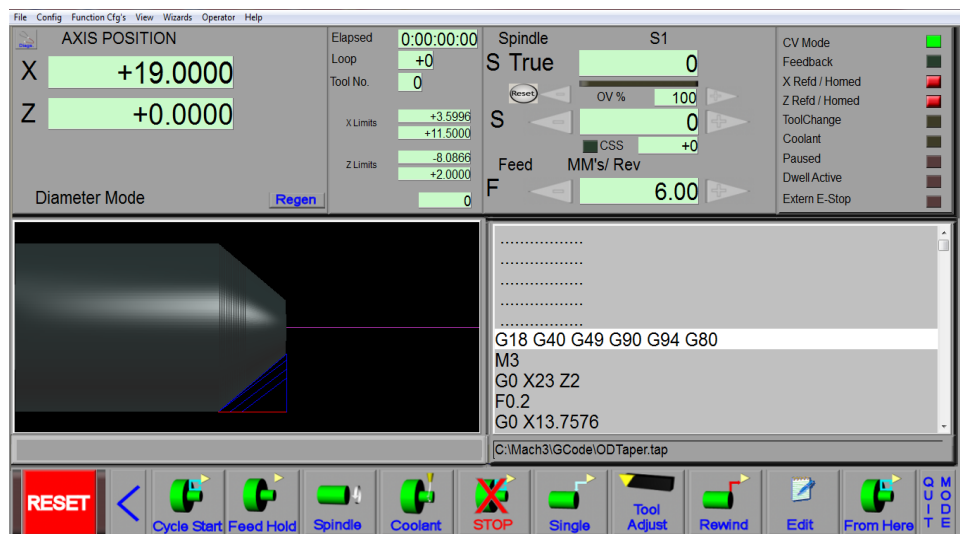 File Config Function Cfg's View Wizards Operator Help
Diags
AXIS POSITION
X +19.0000
Z +0.0000
Diameter Mode
Regen
Elapsed 0:00:00:00
Loop +0
Tool No. 0
X Limits +3.5996
+11.5000
Z Limits -8.0866
+2.0000
0
Spindle S1
S True 0
Reset OV % 100
S 0
CSS +0
Feed MM's/ Rev
F 6.00
CV Mode
Feedback
X Refd / Homed
Z Refd / Homed
ToolChange
Coolant
Paused
Dwell Active
Extern E-Stop
.................
.................
.................
.................
.................
G18 G40 G49 G90 G94 G80
M3
G0 X23 Z2
F0.2
G0 X13.7576
C:\Mach3\GCode\ODTaper.tap
RESET
Cycle Start
Feed Hold
Spindle
Coolant
STOP
Single
Tool
Adjust
Rewind
Edit
From Here
QUIT
MODE